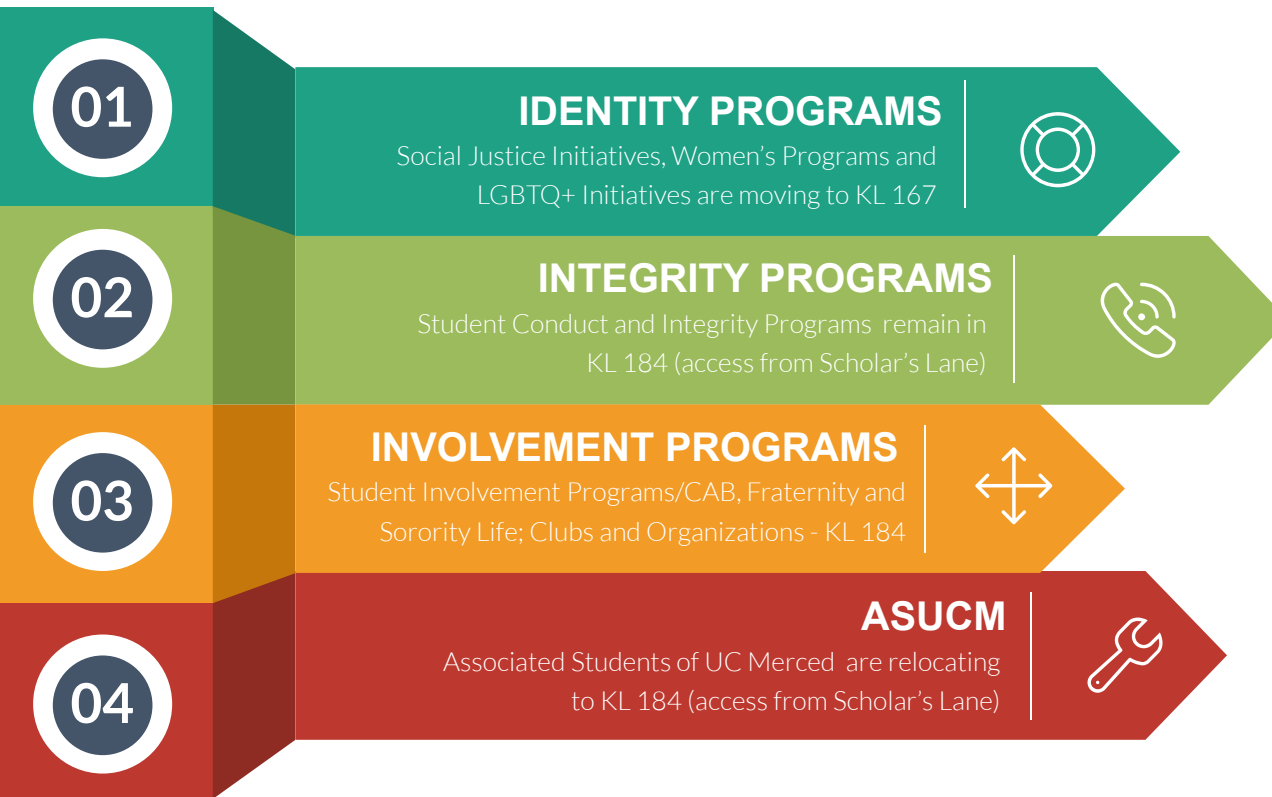 01
IDENTITY PROGRAMS
Social Justice Initiatives, Women's Programs and
LGBTQ+ Initiatives are moving to KL 167
02
INTEGRITY PROGRAMS
Student Conduct and Integrity Programs  remain in
KL 184 (access from Scholar's Lane)
03
INVOLVEMENT PROGRAMS
Student Involvement Programs/CAB, Fraternity and
Sorority Life; Clubs and Organizations - KL 184
04
ASUCM
Associated Students of UC Merced  are relocating
to KL 184 (access from Scholar's Lane)